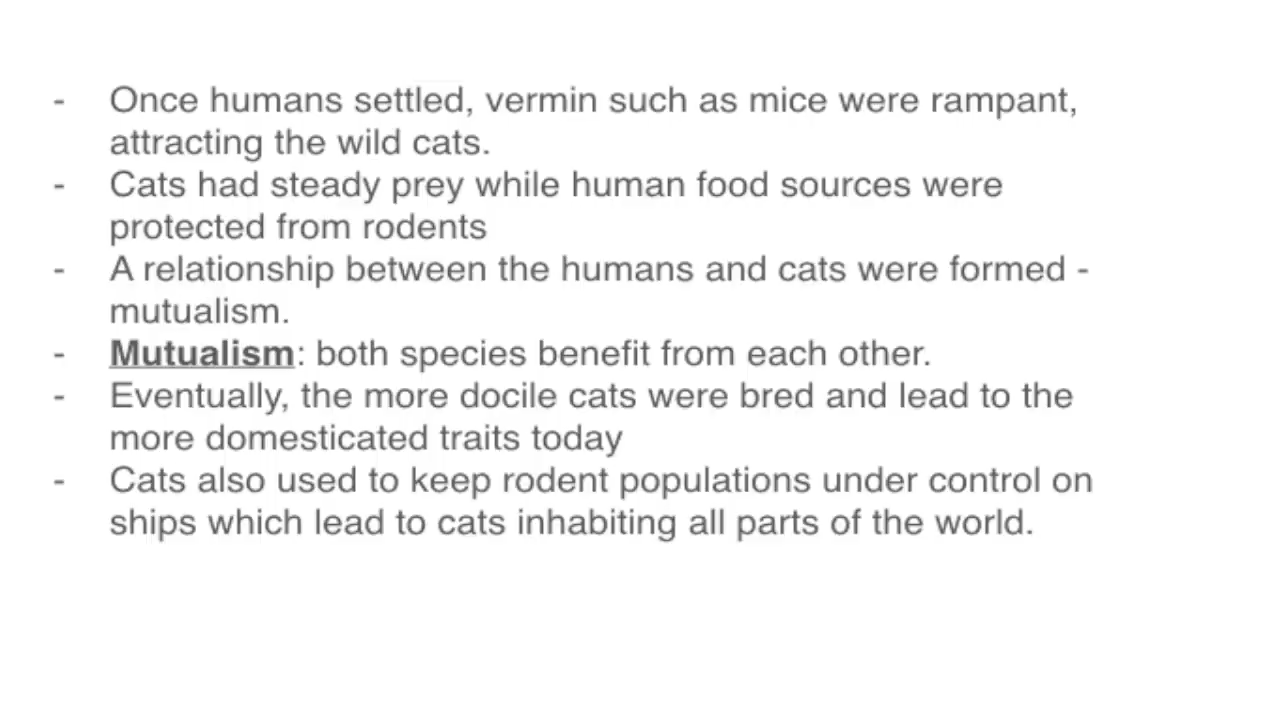 - Once humans settled, vermin such as mice were rampant,
attracting the wild cats.
- Cats had steady prey while human food sources were
protected from rodents
- A relationship between the humans and cats were formed -
mutualism.
- Mutualism: both species benefit from each other.
- Eventually, the more docile cats were bred and lead to the
more domesticated traits today
- Cats also used to keep rodent populations under control on
ships which lead to cats inhabiting all parts of the world.